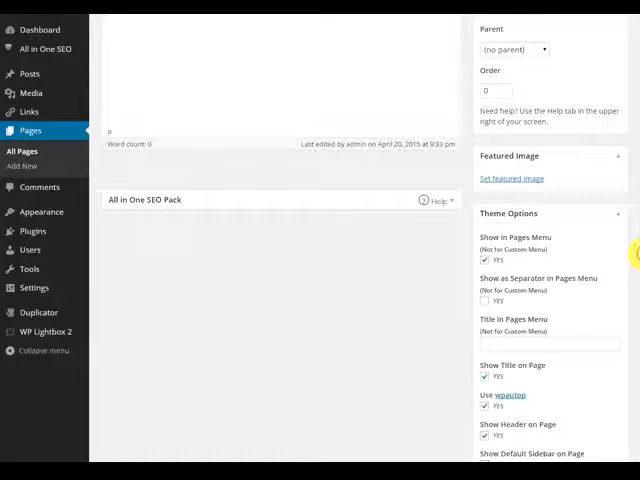 Dashboard
All in One SEO
Posts
Media
Links
Pages
All Pages
Add New
Comments
Appearance
Plugins
Users
Tools
Settings
Duplicator
WP Lightbox 2
Collapse menu
p
Word count: 0
Last edited by admin on April 20, 2015 at 9:33 pm
All in One SEO Pack
? Help
Parent
(no parent)
Order
0
Need help? Use the Help tab in the upper
right of your screen.
Featured Image
Set featured image
Theme Options
Show in Pages Menu
(Not for Custom Menu)
Yes
Show as Separator in Pages Menu
(Not for Custom Menu)
Yes
Title in Pages Menu
(Not for Custom Menu)
Show Title on Page
Yes
Use wpautop
Yes
Show Header on Page
Yes
Show Default Sidebar on Page